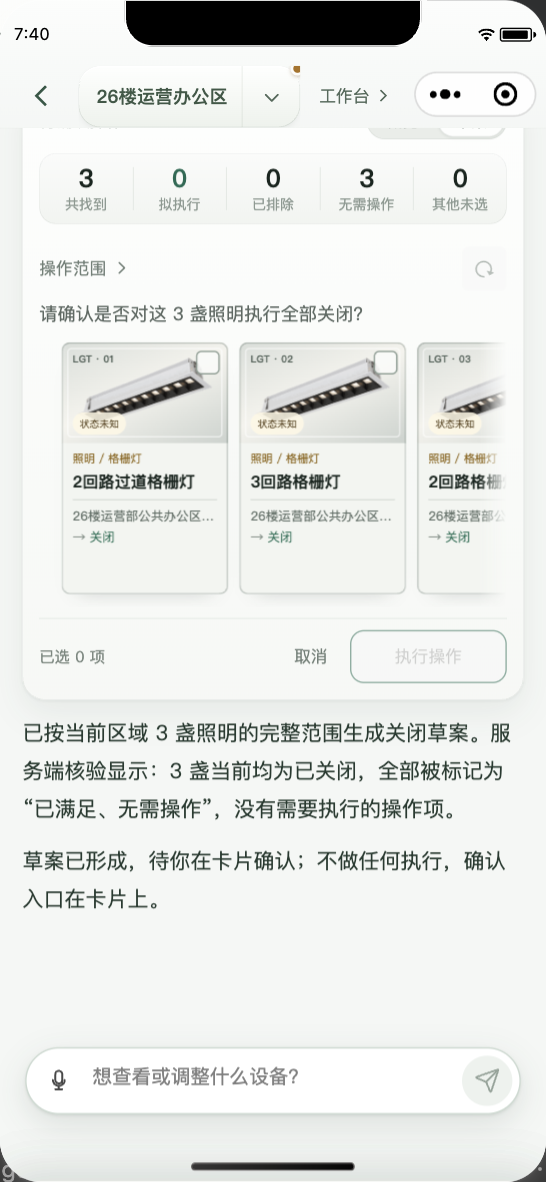 7:40
26楼运营办公区
工作台
3 0 0 3 0
共找到 拟执行 已排除 无需操作 其他未选
操作范围
请确认是否对这 3 盏照明执行全部关闭?
LGT · 01 LGT · 02 LGT · 03
状态未知 状态未知 状态未知
照明 / 格栅灯 照明 / 格栅灯 照明 / 格栅灯
2回路过道格栅灯 3回路格栅灯 2回路格栅
26楼运营部公共办公区... 26楼运营部公共办公区... 26楼运营部
→ 关闭 → 关闭 → 关闭
已选 0 项 取消 执行操作
已按当前区域 3 盏照明的完整范围生成关闭草案。服
务端核验显示：3 盏当前均为已关闭，全部被标记为
“已满足、无需操作”，没有需要执行的操作项。
草案已形成，待你在卡片确认；不做任何执行，确认
入口在卡片上。
想查看或调整什么设备?